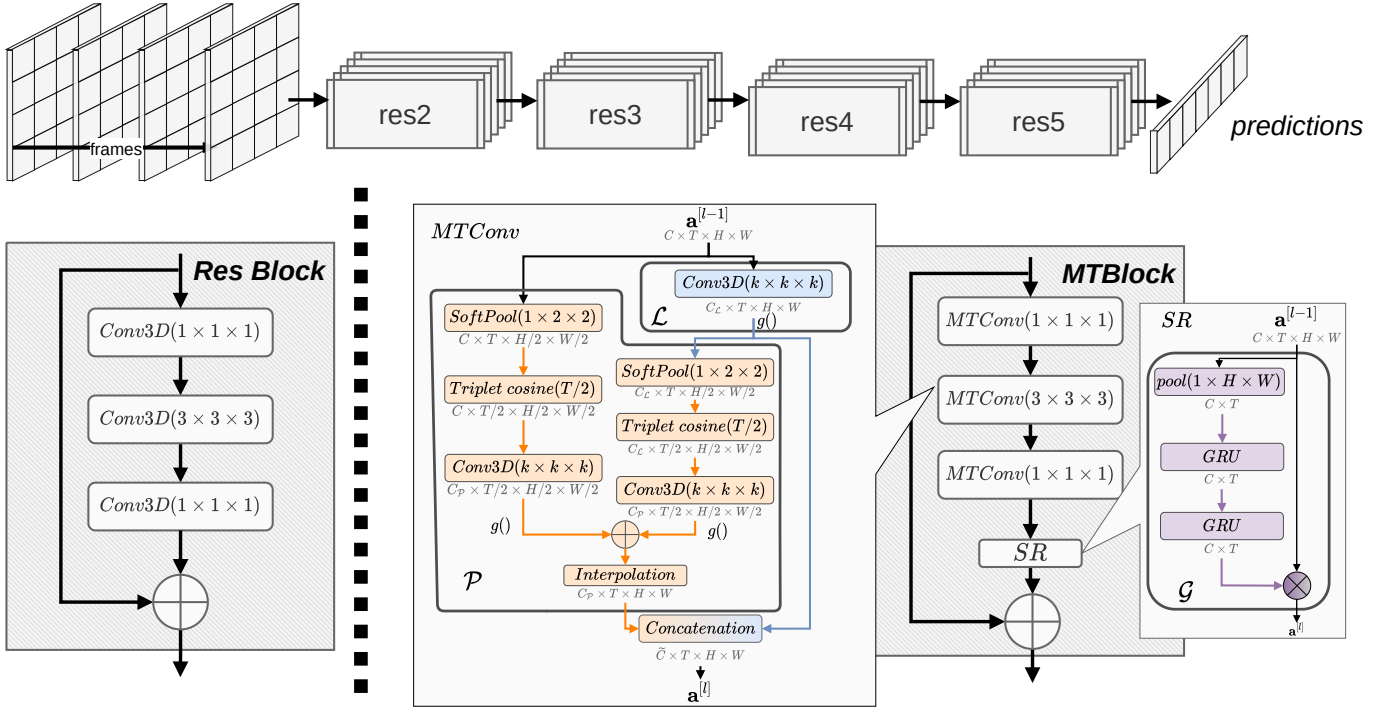 frames
res2
res3
res4
res5
predictions
Res Block
Conv3D(1 × 1 × 1)
Conv3D(3 × 3 × 3)
Conv3D(1 × 1 × 1)
MTConv
a^[l−1]
C × T × H × W
Conv3D(k × k × k)
C_ℒ × T × H × W
ℒ
g()
SoftPool(1 × 2 × 2)
C × T × H/2 × W/2
Triplet cosine(T/2)
C × T/2 × H/2 × W/2
Conv3D(k × k × k)
C_𝒫 × T/2 × H/2 × W/2
g()
SoftPool(1 × 2 × 2)
C_ℒ × T × H/2 × W/2
Triplet cosine(T/2)
C_ℒ × T/2 × H/2 × W/2
Conv3D(k × k × k)
C_𝒫 × T/2 × H/2 × W/2
g()
𝒫
Interpolation
C_𝒫 × T × H × W
Concatenation
C̃ × T × H × W
a^[l]
MTBlock
MTConv(1 × 1 × 1)
MTConv(3 × 3 × 3)
MTConv(1 × 1 × 1)
SR
SR
a^[l−1]
C × T × H × W
pool(1 × H × W)
C × T
GRU
C × T
GRU
C × T
𝒢
a^[l]